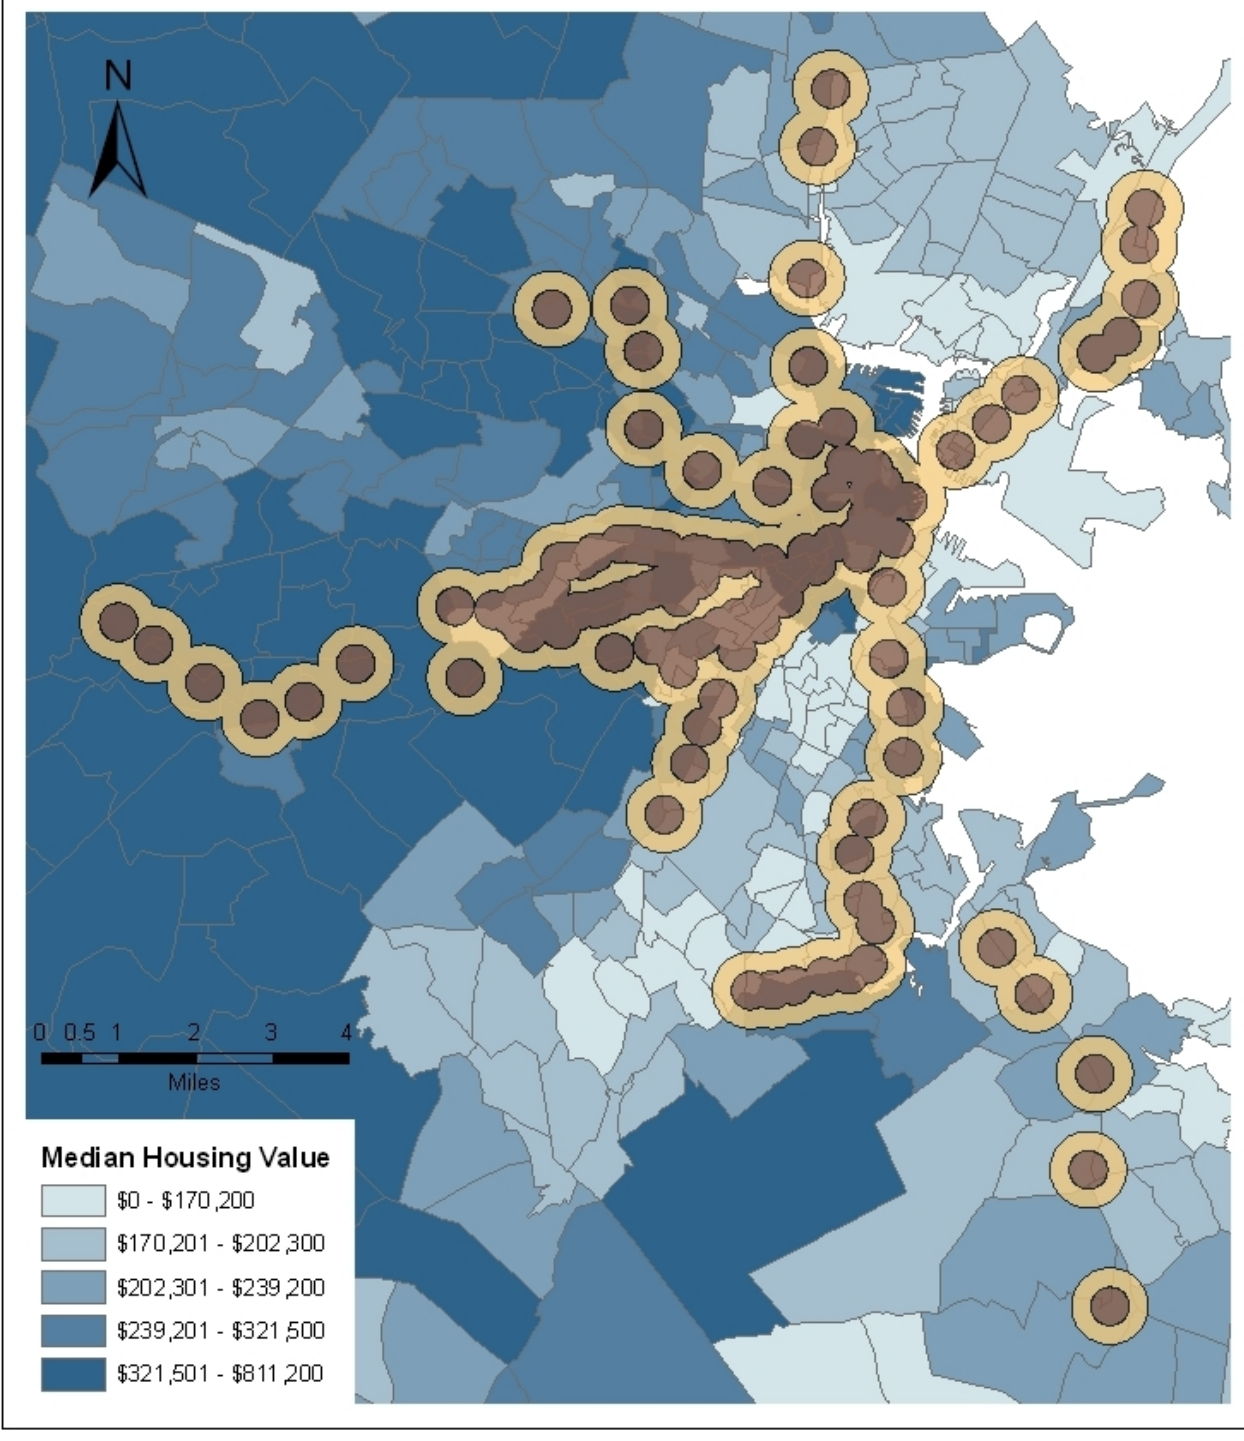 N
0 0.5 1 2 3 4
Miles
Median Housing Value
$0 - $170,200
$170,201 - $202,300
$202,301 - $239,200
$239,201 - $321,500
$321,501 - $811,200